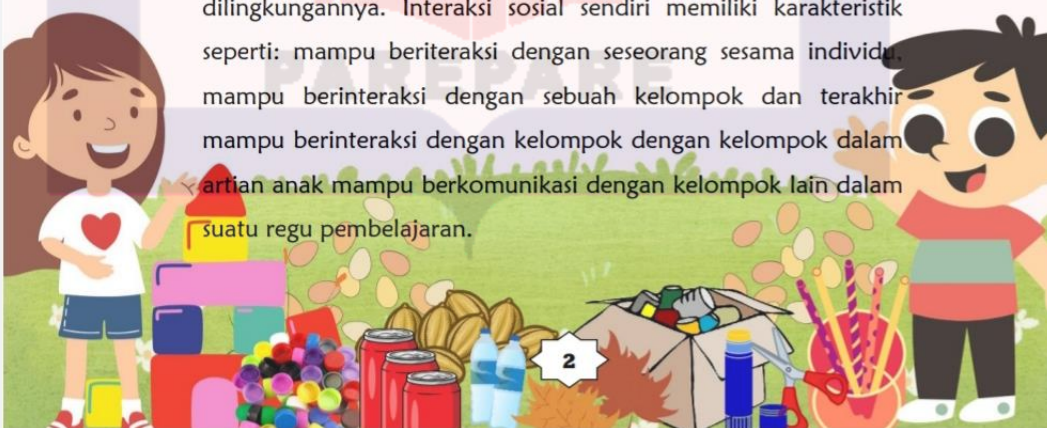 dilingkungannya. Interaksi sosial sendiri memiliki karakteristik
seperti: mampu beriteraksi dengan seseorang sesama individu,
PAREPARE
mampu berinteraksi dengan sebuah kelompok dan terakhir
mampu berinteraksi dengan kelompok dengan kelompok dalam
artian anak mampu berkomunikasi dengan kelompok lain dalam
suatu regu pembelajaran.
2